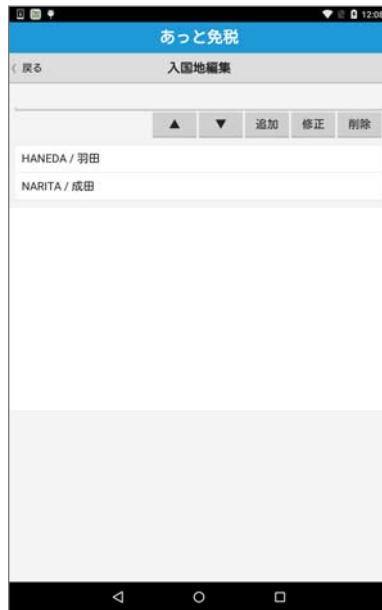 12:08
あっと免税
戻る
入国地編集
▲ ▼ 追加 修正 削除
HANEDA / 羽田
NARITA / 成田